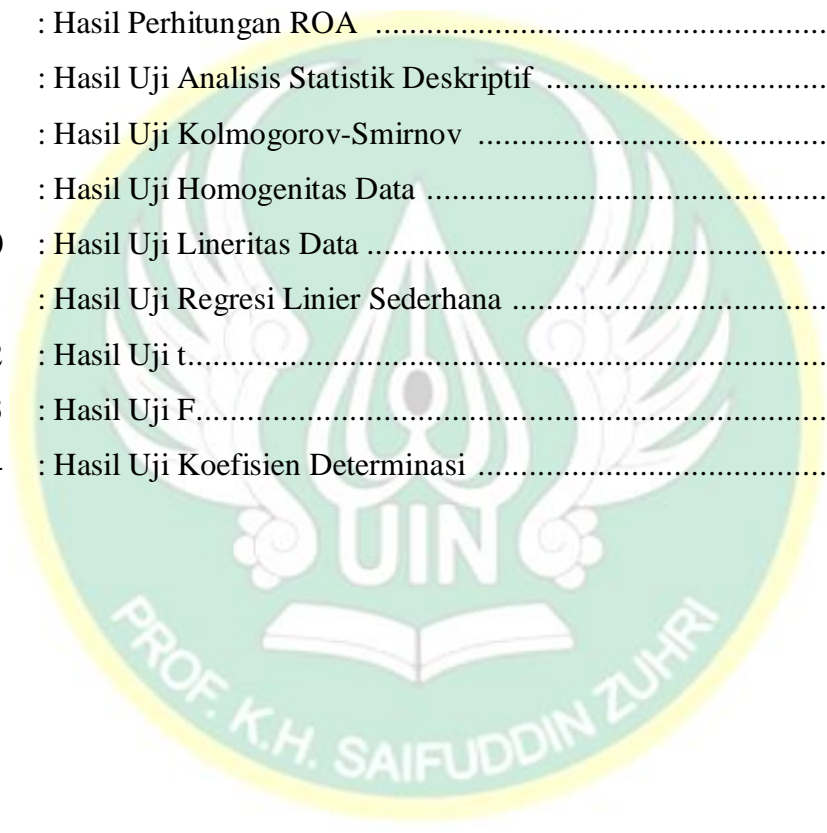 : Hasil Perhitungan ROA ..........................................................
: Hasil Uji Analisis Statistik Deskriptif .......................................
: Hasil Uji Kolmogorov-Smirnov ................................................
: Hasil Uji Homogenitas Data ......................................................
: Hasil Uji Lineritas Data ..............................................................
: Hasil Uji Regresi Linier Sederhana ............................................
: Hasil Uji t.....................................................................................
: Hasil Uji F....................................................................................
: Hasil Uji Koefisien Determinasi ................................................
UIN
PROF. K.H. SAIFUDDIN ZUHRI